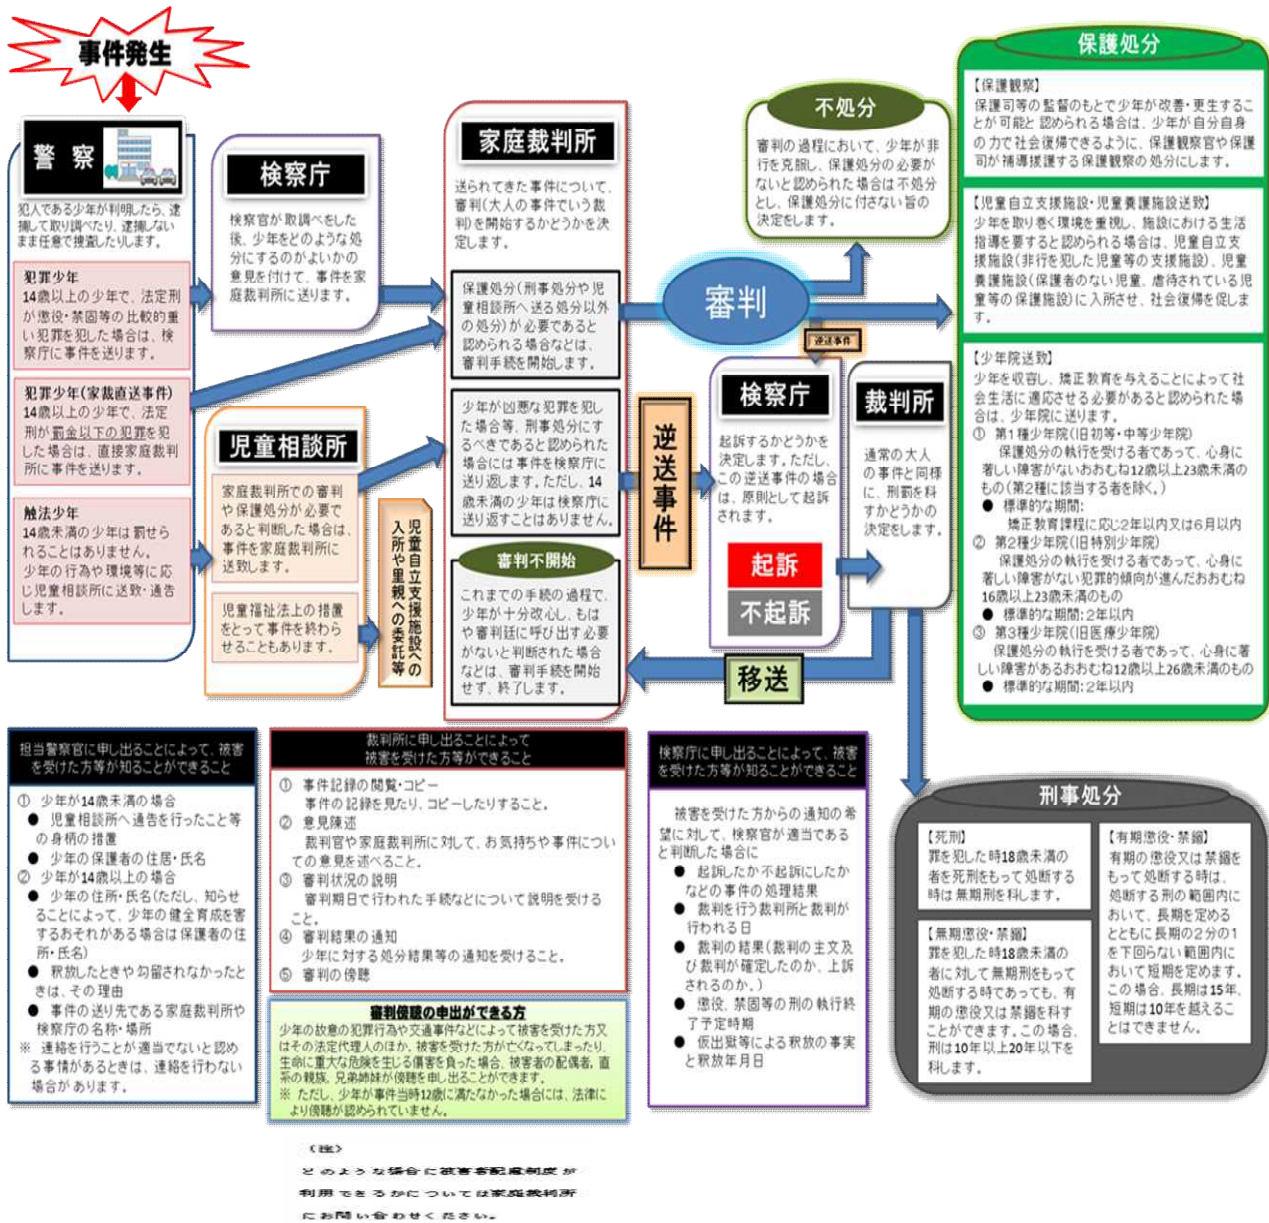 事件発生
警察
犯人である少年が判明したら、逮
捕して取り調べたり、逮捕しない
まま任意で捜査したりします。
犯罪少年
14歳以上の少年で、法定刑
が懲役・禁固等の比較的重
い犯罪を犯した場合は、検
察庁に事件を送ります。
犯罪少年(家裁直送事件)
14歳以上の少年で、法定
刑が罰金以下の犯罪を犯
した場合は、直接家庭裁判
所に事件を送ります。
触法少年
14歳未満の少年は罰せら
れることはありません。
少年の行為や環境等に応
じ児童相談所に送致・通告
します。
検察庁
検察官が取調べをした
後、少年をどのような処
分にするのがよいかの
意見を付けて、事件を家
庭裁判所に送ります。
児童相談所
家庭裁判所での審判
や保護処分が必要で
あると判断した場合は、
事件を家庭裁判所に
送致します。
児童福祉法上の措置
をとって事件を終わら
せることもあります。
児童自立支援施設への
入所や里親への委託等
家庭裁判所
送られてきた事件について、
審判(大人の事件でいう裁
判)を開始するかどうかを決
定します。
保護処分(刑事処分や児
童相談所へ送る処分以外
の処分)が必要であると
認められる場合などは、
審判手続を開始します。
少年が凶悪な犯罪を犯し
た場合等、刑事処分にす
るべきであると認められた
場合には事件を検察庁に
送り返します。ただし、14
歳未満の少年は検察庁に
送り返すことはありません。
審判不開始
これまでの手続の過程で、
少年が十分改心し、もは
や審判廷に呼び出す必要
がないと判断された場合
などは、審判手続を開始
せず、終了します。
審判
不処分
審判の過程において、少年が非
行を克服し、保護処分の必要が
ないと認められた場合は不処分
とし、保護処分に付さない旨の
決定をします。
逆送事件
逆送事件
検察庁
起訴するかどうかを
決定します。ただし、
この逆送事件の場合
は、原則として起訴
されます。
起訴
不起訴
裁判所
通常の大人
の事件と同様
に、刑罰を科
すかどうかの
決定をします。
移送
保護処分
【保護観察】
保護司等の監督のもとで少年が改善・更生するこ
とが可能と認められる場合は、少年が自分自身
の力で社会復帰できるように、保護観察官や保護
司が補導援護する保護観察の処分にします。
【児童自立支援施設・児童養護施設送致】
少年を取り巻く環境を重視し、施設における生活
指導を要すると認められる場合は、児童自立支
援施設(非行を犯した児童等の支援施設)、児童
養護施設(保護者のない児童、虐待されている児
童等の保護施設)に入所させ、社会復帰を促しま
す。
【少年院送致】
少年を収容し、矯正教育を与えることによって社
会生活に適応させる必要があると認められた場
合は、少年院に送ります。
① 第1種少年院(旧初等・中等少年院)
保護処分の執行を受ける者であって、心身に
著しい障害がないおおむね12歳以上23歳未満の
もの(第2種に該当する者を除く。)
● 標準的な期間:
矯正教育課程に応じ2年以内又は6月以内
② 第2種少年院(旧特別少年院)
保護処分の執行を受ける者であって、心身に
著しい障害がない犯罪的傾向が進んだおおむね
16歳以上23歳未満のもの
● 標準的な期間:2年以内
③ 第3種少年院(旧医療少年院)
保護処分の執行を受ける者であって、心身に著
しい障害があるおおむね12歳以上26歳未満のもの
● 標準的な期間:2年以内
担当警察官に申し出ることによって、被害
を受けた方等が知ることができること
① 少年が14歳未満の場合
● 児童相談所へ通告を行ったこと等
の身柄の措置
● 少年の保護者の住居・氏名
② 少年が14歳以上の場合
● 少年の住所・氏名(ただし、知らせ
ることによって、少年の健全育成を害
するおそれがある場合は保護者の住
所・氏名)
● 釈放したときや勾留されなかったと
きは、その理由
● 事件の送り先である家庭裁判所や
検察庁の名称・場所
※ 連絡を行うことが適当でないと認め
る事情があるときは、連絡を行わない
場合があります。
裁判所に申し出ることによって
被害を受けた方等ができること
① 事件記録の閲覧・コピー
事件の記録を見たり、コピーしたりすること。
② 意見陳述
裁判官や家庭裁判所に対して、お気持ちや事件につい
ての意見を述べること。
③ 審判状況の説明
審判期日で行われた手続などについて説明を受ける
こと。
④ 審判結果の通知
少年に対する処分結果等の通知を受けること。
⑤ 審判の傍聴
審判傍聴の申出ができる方
少年の故意の犯罪行為や交通事件などによって被害を受けた方又
はその法定代理人のほか、被害を受けた方が亡くなってしまったり、
生命に重大な危険を生じる傷害を負った場合、被害者の配偶者、直
系の親族、兄弟姉妹が傍聴を申し出ることができます。
※ ただし、少年が事件当時12歳に満たなかった場合には、法律に
より傍聴が認められていません。
検察庁に申し出ることによって、被害
を受けた方等が知ることができること
被害を受けた方からの通知の希
望に対して、検察官が適当である
と判断した場合に
● 起訴したか不起訴にしたか
などの事件の処理結果
● 裁判を行う裁判所と裁判が
行われる日
● 裁判の結果(裁判の主文及
び裁判が確定したのか、上訴
されるのか。)
● 懲役、禁固等の刑の執行終
了予定時期
● 仮出獄等による釈放の事実
と釈放年月日
刑事処分
【死刑】
罪を犯した時18歳未満の
者を死刑をもって処断する
時は無期刑を科します。
【無期懲役・禁錮】
罪を犯した時18歳未満の
者に対して無期刑をもって
処断する時であっても、有
期の懲役又は禁錮を科す
ことができます。この場合、
刑は10年以上20年以下を
科します。
【有期懲役・禁錮】
有期の懲役又は禁錮を
もって処断する時は、
処断する刑の範囲内に
おいて、長期を定める
とともに長期の2分の1
を下回らない範囲内に
おいて短期を定めます。
この場合、長期は15年、
短期は10年を越えるこ
とはできません。
(注)
どのような場合に被害者配慮制度が
利用できるかについては家庭裁判所
にお問い合わせください。